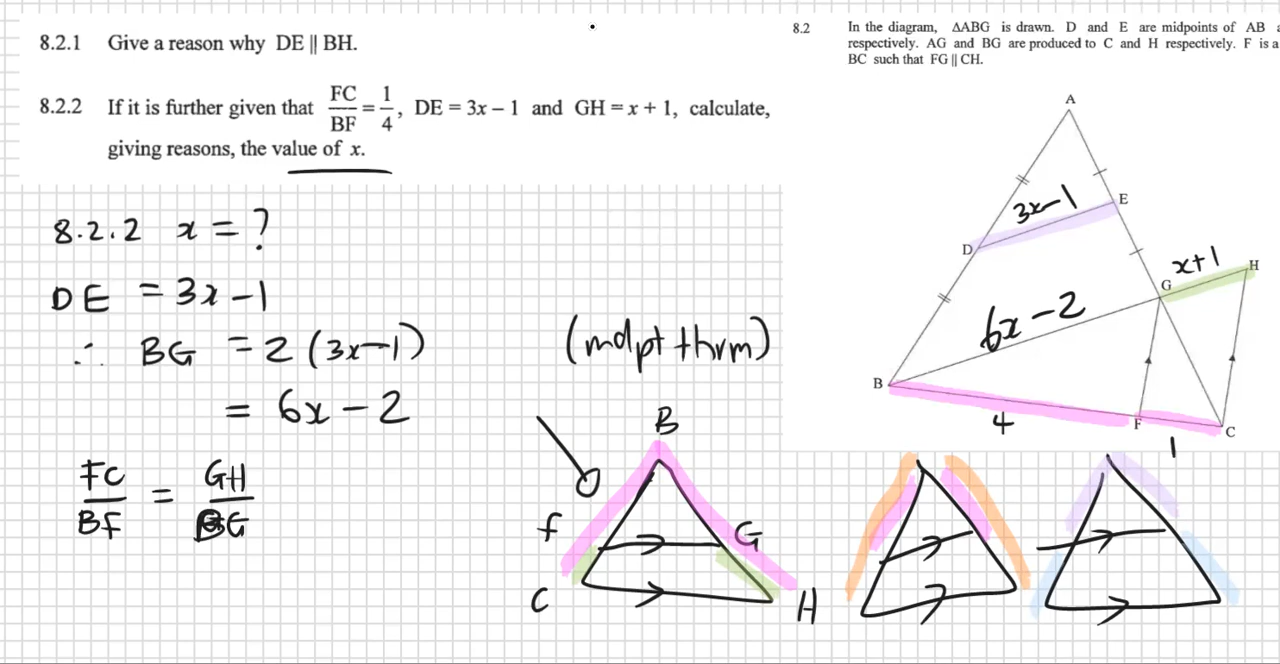 8.2.1 Give a reason why DE || BH.
8.2.2 If it is further given that FC/BF = 1/4, DE = 3x − 1 and GH = x + 1, calculate,
giving reasons, the value of x.
8.2 In the diagram, ΔABG is drawn. D and E are midpoints of AB
respectively. AG and BG are produced to C and H respectively. F is a
BC such that FG || CH.
8.2.2 x = ?
DE = 3x − 1
∴ BG = 2(3x−1) (mdpt thrm)
= 6x − 2
FC/BF = GH/BG
A
E
3x−1
D
x+1
H
G
6x−2
B
4
F
1
C
B
f
G
C
H